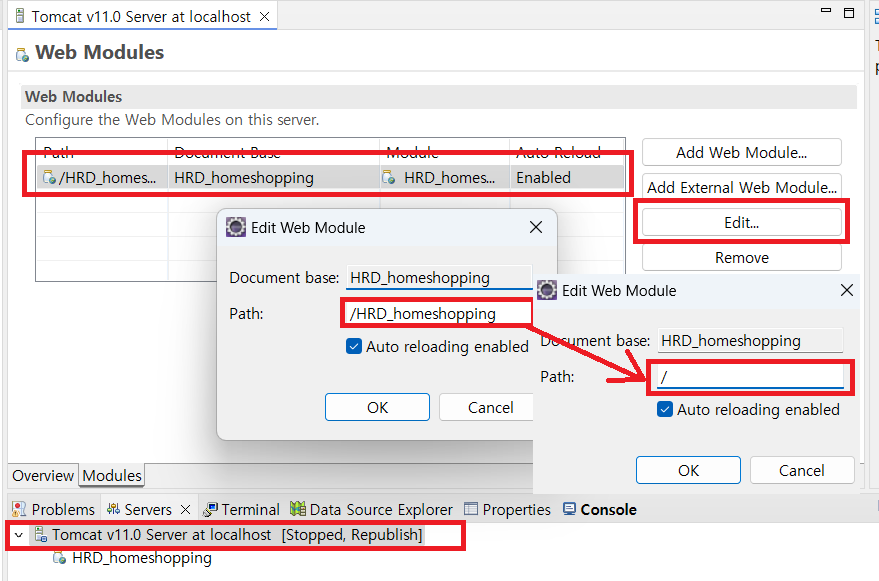 Tomcat v11.0 Server at localhost
Web Modules
Web Modules
Configure the Web Modules on this server.
Path Document Base Module Auto Reload
/HRD_homes... HRD_homeshopping HRD_homes... Enabled
Add Web Module...
Add External Web Module...
Edit...
Remove
Edit Web Module
Document base: HRD_homeshopping
Path: /HRD_homeshopping
Auto reloading enabled
OK Cancel
Edit Web Module
Document base: HRD_homeshopping
Path: /
Auto reloading enabled
OK Cancel
Overview Modules
Problems Servers Terminal Data Source Explorer Properties Console
Tomcat v11.0 Server at localhost [Stopped, Republish]
HRD_homeshopping